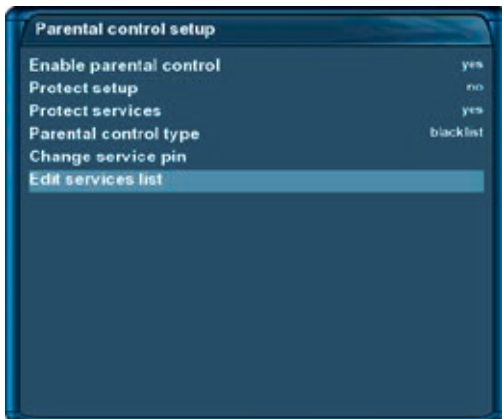 Parental control setup
Enable parental control yes
Protect setup no
Protect services yes
Parental control type blacklist
Change service pin
Edit services list